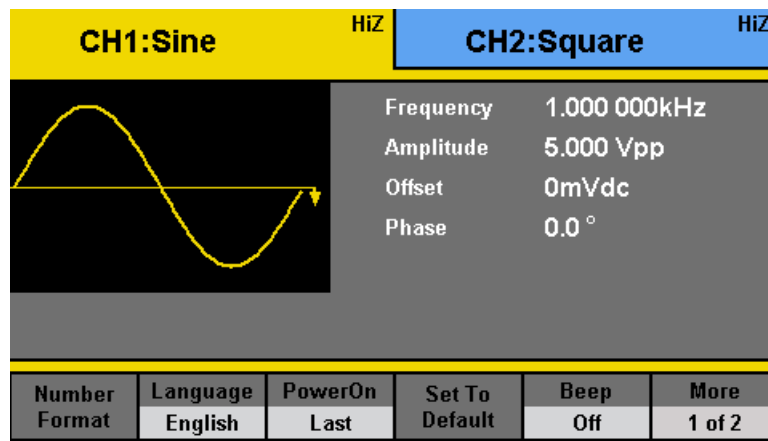 CH1:Sine
HiZ
CH2:Square
HiZ
Frequency 1.000 000kHz
Amplitude 5.000 Vpp
Offset 0mVdc
Phase 0.0 °
Number Format
Language
English
PowerOn
Last
Set To
Default
Beep
Off
More
1 of 2